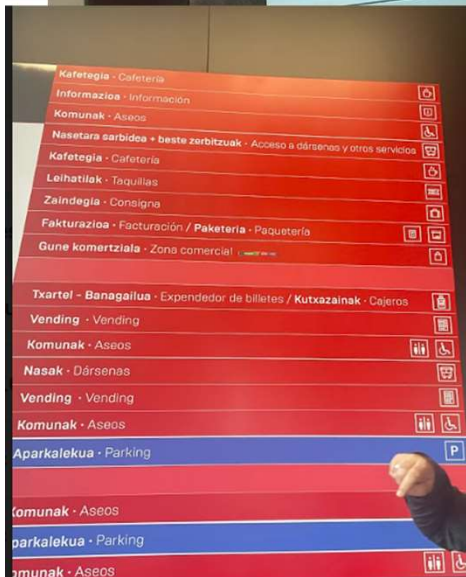 Kafetegia · Cafetería
Informazioa · Información
Komunak · Aseos
Nasetara sarbidea + beste zerbitzuak · Acceso a dársenas y otros servicios
Kafetegia · Cafetería
Leihatilak · Taquillas
Zaindegia · Consigna
Fakturazioa · Facturación / Paketeria · Paquetería
Gune komertziala · Zona comercial
Txartel - Banagailua · Expendedor de billetes / Kutxazainak · Cajeros
Vending · Vending
Komunak · Aseos
Nasak · Dársenas
Vending · Vending
Komunak · Aseos
Aparkalekua · Parking
P
Komunak · Aseos
parkalekua · Parking
omunak · Aseos